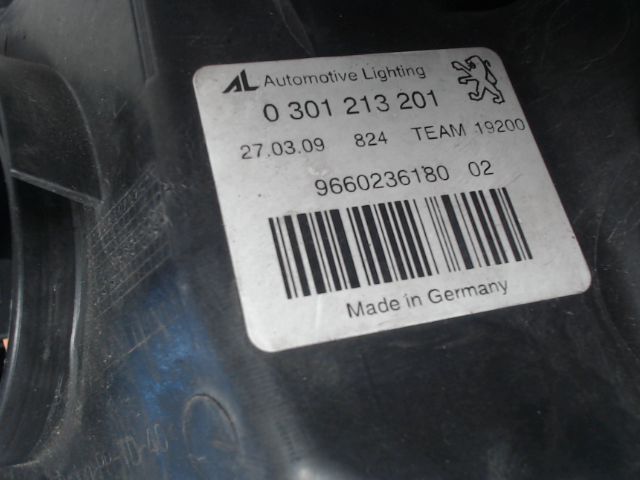 AL Automotive Lighting
0 301 213 201
27.03.09 824 TEAM 19200
9660236180 02
Made in Germany